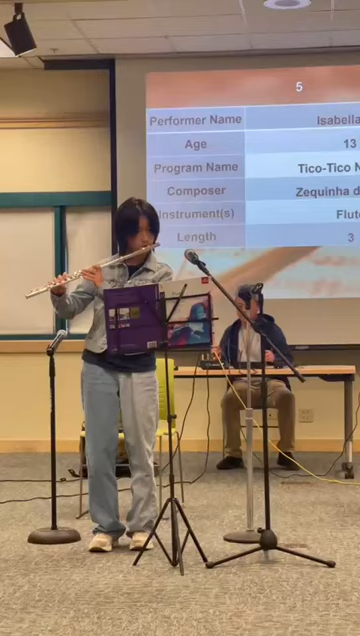 5
Performer Name Isabella
Age 13
Program Name Tico-Tico N
Composer Zequinha d
Instrument(s) Flut
Length 3